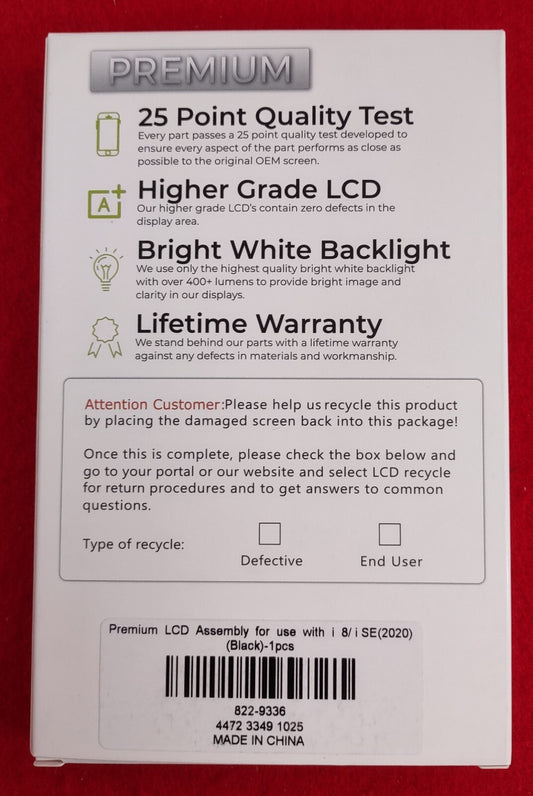 PREMIUM
25 Point Quality Test
Every part passes a 25 point quality test developed to
ensure every aspect of the part performs as close as
possible to the original OEM screen.
A+
Higher Grade LCD
Our higher grade LCD's contain zero defects in the
display area.
Bright White Backlight
We use only the highest quality bright white backlight
with over 400+ lumens to provide bright image and
clarity in our displays.
Lifetime Warranty
We stand behind our parts with a lifetime warranty
against any defects in materials and workmanship.
Attention Customer:Please help us recycle this product
by placing the damaged screen back into this package!
Once this is complete, please check the box below and
go to your portal or our website and select LCD recycle
for return procedures and to get answers to common
questions.
Type of recycle:
Defective
End User
Premium LCD Assembly for use with i 8/ i SE(2020)
(Black)-1pcs
822-9336
4472 3349 1025
MADE IN CHINA